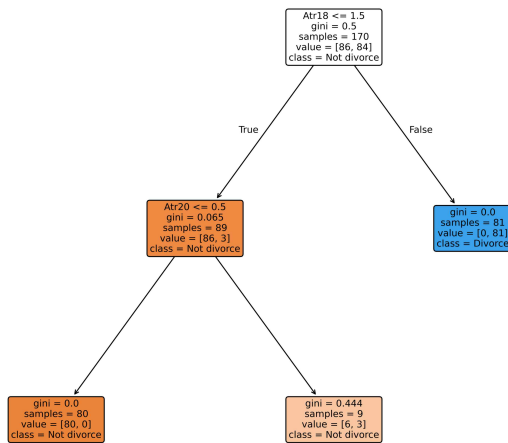 Atr18 <= 1.5
gini = 0.5
samples = 170
value = [86, 84]
class = Not divorce
True
False
Atr20 <= 0.5
gini = 0.065
samples = 89
value = [86, 3]
class = Not divorce
gini = 0.0
samples = 81
value = [0, 81]
class = Divorce
gini = 0.0
samples = 80
value = [80, 0]
class = Not divorce
gini = 0.444
samples = 9
value = [6, 3]
class = Not divorce